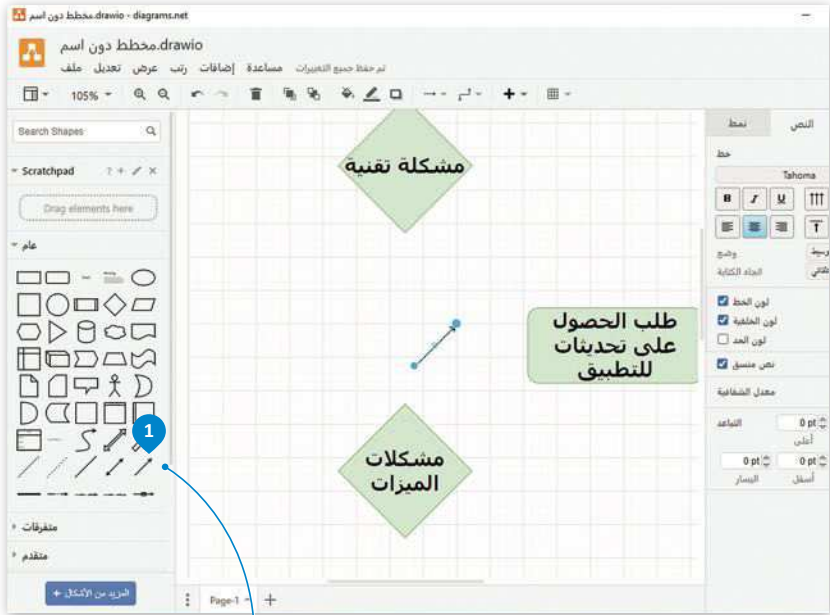 مخطط دون اسم.drawio - diagrams.net
مخطط دون اسم.drawio
ملف تعديل عرض رتب إضافات مساعدة تم حفظ جميع التغييرات
105%
Search Shapes
Scratchpad
Drag elements here
عام
1
متفرقات
متقدم
+ المزيد من الأشكال
مشكلة تقنية
طلب الحصول
على تحديثات
للتطبيق
مشكلات
الميزات
Page-1
النص نمط
خط
Tahoma
B I U
وضع
اتجاه الكتابة
لون الخط
لون الخلفية
لون الحد
نص منسق
معدل الشفافية
التباعد 0 pt
أعلى
0 pt 0 pt
أسفل اليسار